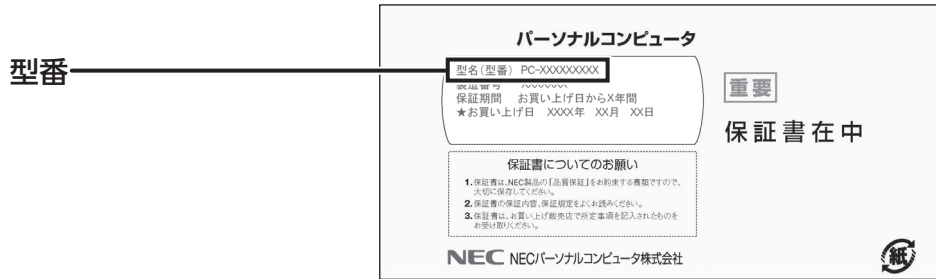 型番
パーソナルコンピュータ
型名(型番) PC-XXXXXXXXX
製造番号 XXXXXXX
保証期間 お買い上げ日からX年間
★お買い上げ日 XXXX年 XX月 XX日
重要
保証書在中
保証書についてのお願い
1.保証書は、NEC製品の「品質保証」をお約束する書類ですので、
大切に保存してください。
2.保証書の保証内容、保証規定をよくお読みください。
3.保証書は、お買い上げ販売店で所定事項を記入されたものを
お受け取りください。
NEC NECパーソナルコンピュータ株式会社
紙